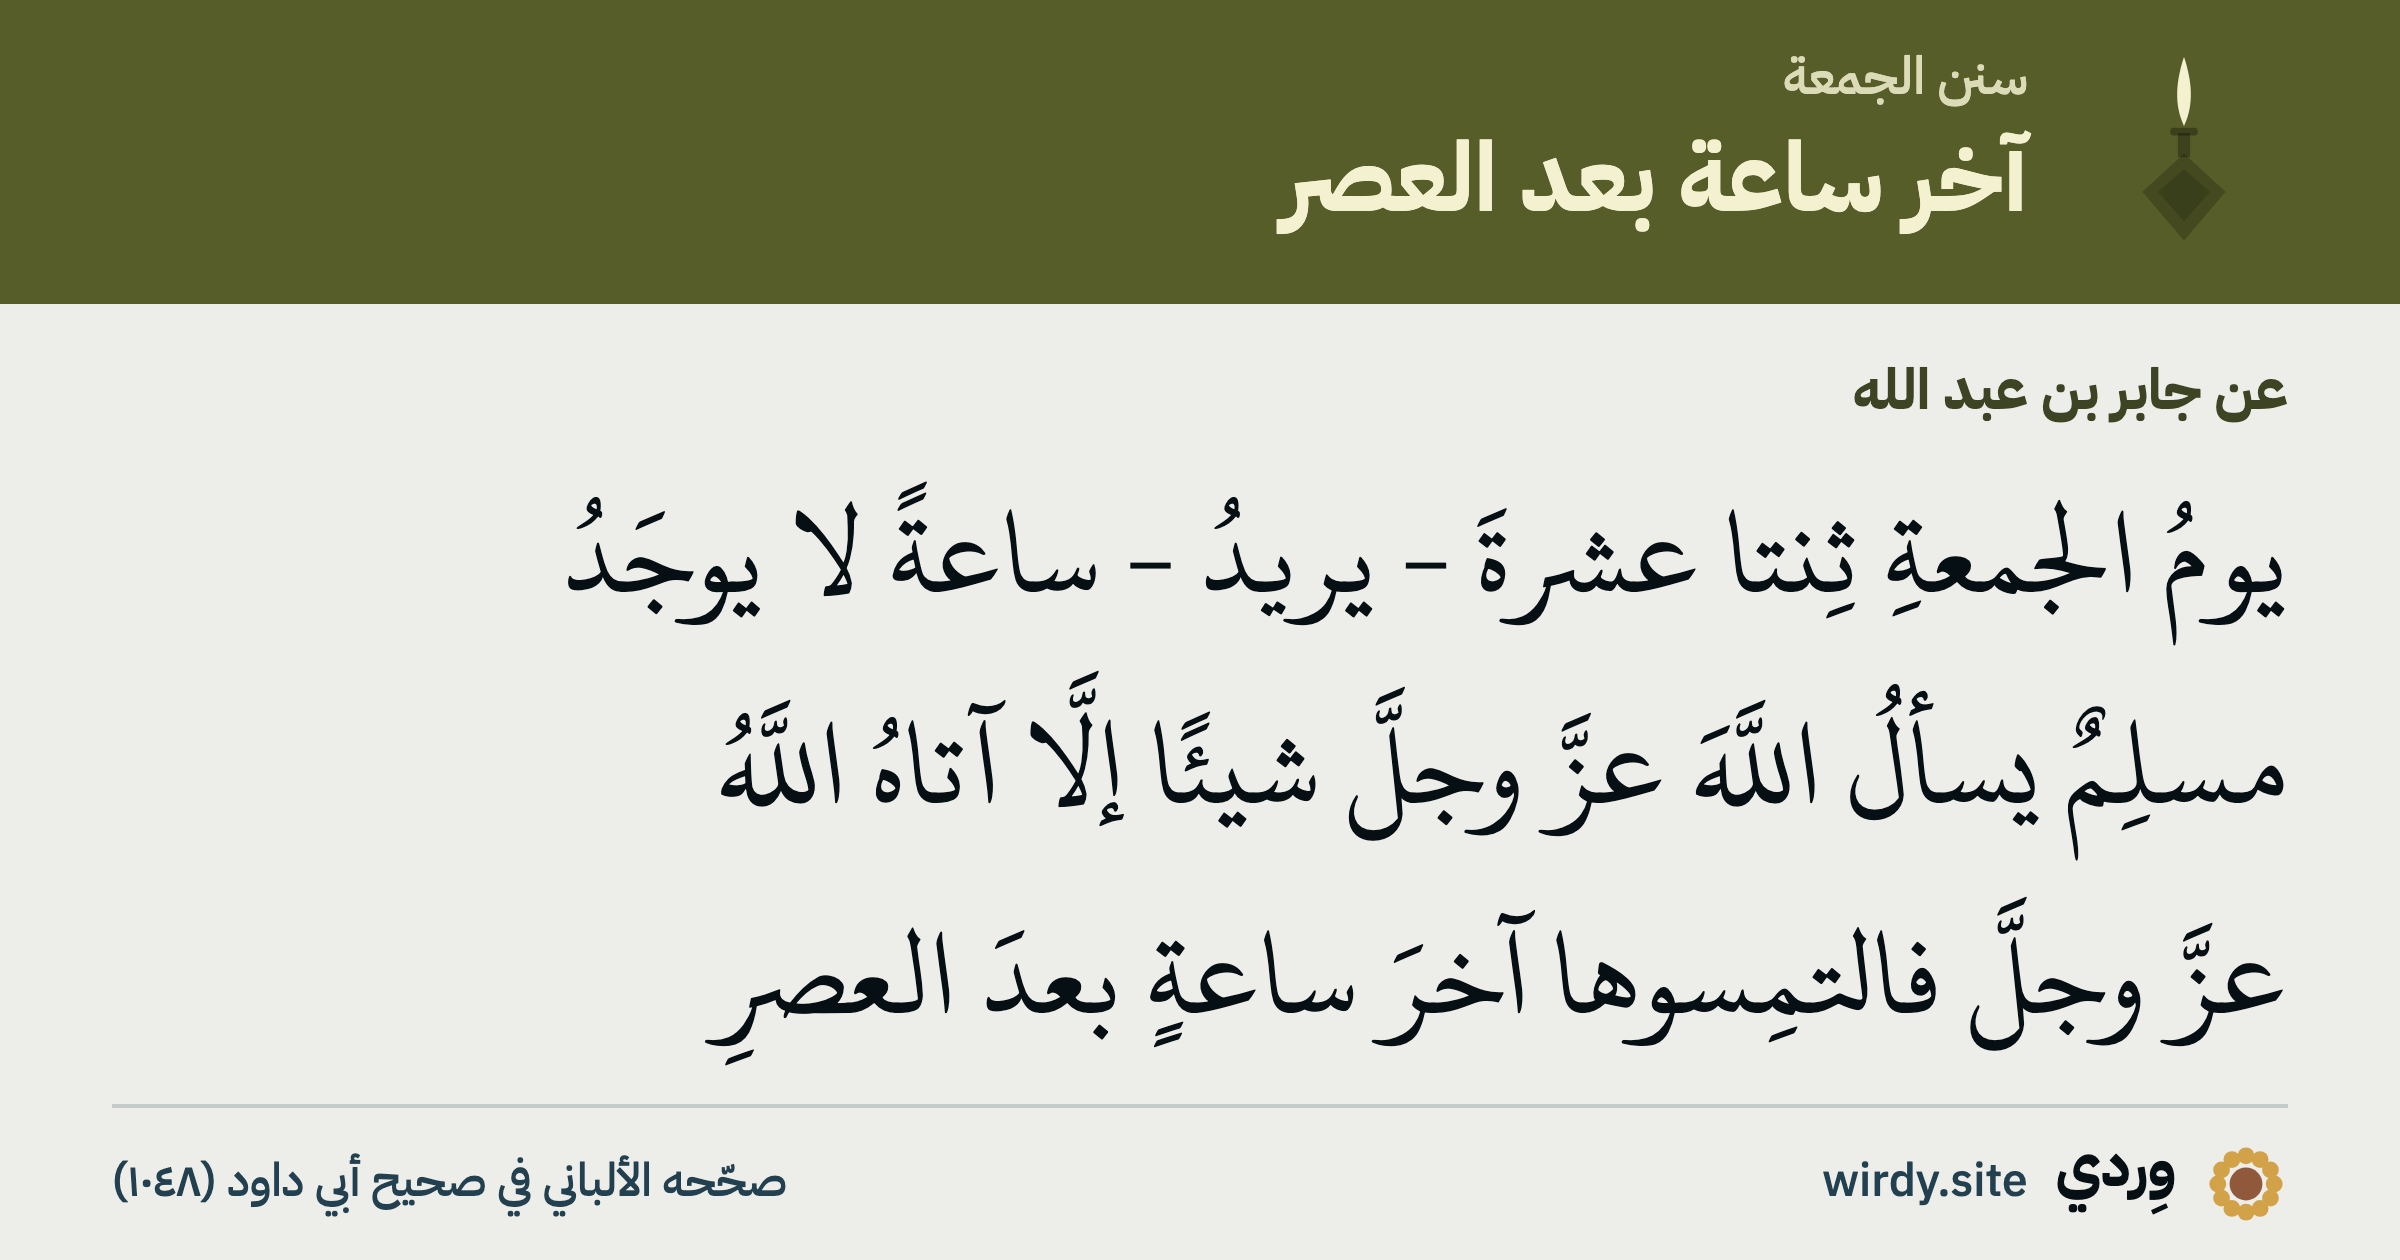 سنن الجمعة
آخر ساعة بعد العصر
عن جابر بن عبد الله
يومُ الجمعةِ ثِنتا عشرةَ – يريدُ – ساعةً لا يوجَدُ
مسلِمٌ يسألُ اللَّهَ عزَّ وجلَّ شيئًا إلَّا آتاهُ اللَّهُ
عزَّ وجلَّ فالتمِسوها آخرَ ساعةٍ بعدَ العصرِ
وِردي wirdy.site
صحّحه الألباني في صحيح أبي داود (١٠٤٨)